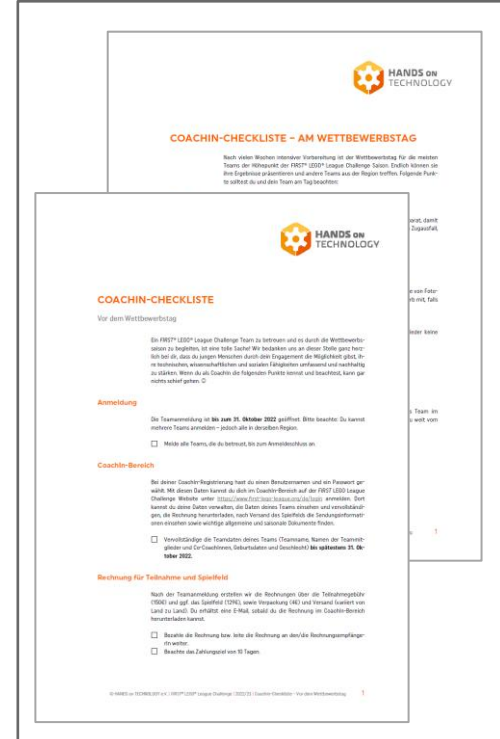 HANDS ON
TECHNOLOGY
COACHIN-CHECKLISTE – AM WETTBEWERBSTAG
Nach vielen Wochen intensiver Vorbereitung ist der Wettbewerbstag für die meisten
Teams der Höhepunkt der FIRST® LEGO® League Challenge Saison. Endlich können sie
ihre Ergebnisse präsentieren und andere Teams aus der Region treffen. Folgende Punk-
te solltest du und dein Team am Tag beachten:
damit
Zugausfall,
e von Foto-
rb mit, falls
ieder keine
s Team im
u weit vom
1
HANDS ON
TECHNOLOGY
COACHIN-CHECKLISTE
Vor dem Wettbewerbstag
Ein FIRST® LEGO® League Challenge Team zu betreuen und es durch die Wettbewerbs-
saison zu begleiten, ist eine tolle Sache! Wir bedanken uns an dieser Stelle ganz herz-
lich bei dir, dass du jungen Menschen durch dein Engagement die Möglichkeit gibst, ih-
re technischen, wissenschaftlichen und sozialen Fähigkeiten umfassend und nachhaltig
zu stärken. Wenn du als CoachIn die folgenden Punkte kennst und beachtest, kann gar
nichts schief gehen. ☺
Anmeldung
Die Teamanmeldung ist bis zum 31. Oktober 2022 geöffnet. Bitte beachte: Du kannst
mehrere Teams anmelden – jedoch alle in derselben Region.
☐ Melde alle Teams, die du betreust, bis zum Anmeldeschluss an.
CoachIn-Bereich
Bei deiner CoachIn-Registrierung hast du einen Benutzernamen und ein Passwort ge-
wählt. Mit diesen Daten kannst du dich im CoachIn-Bereich auf der FIRST LEGO League
Challenge Website unter https://www.first-lego-league.org/de/login anmelden. Dort
kannst du deine Daten verwalten, die Daten deines Teams einsehen und vervollständi-
gen, die Rechnung herunterladen, nach Versand des Spielfelds die Sendungsinformati-
onen einsehen sowie wichtige allgemeine und saisonale Dokumente finden.
☐ Vervollständige die Teamdaten deines Teams (Teamname, Namen der Teammit-
glieder und Co-CoachInnen, Geburtsdaten und Geschlecht) bis spätestens 31. Ok-
tober 2022.
Rechnung für Teilnahme und Spielfeld
Nach der Teamanmeldung erstellen wir die Rechnungen über die Teilnahmegebühr
(150€) und ggf. das Spielfeld (129€), sowie Verpackung (4€) und Versand (variiert von
Land zu Land). Du erhältst eine E-Mail, sobald du die Rechnung im CoachIn-Bereich
herunterladen kannst.
☐ Bezahle die Rechnung bzw. leite die Rechnung an den/die Rechnungsempfänge-
rIn weiter.
☐ Beachte das Zahlungsziel von 10 Tagen.
© HANDS on TECHNOLOGY e.V. | FIRST® LEGO® League Challenge | 2022/23 | CoachIn-Checkliste – Vor dem Wettbewerbstag 1